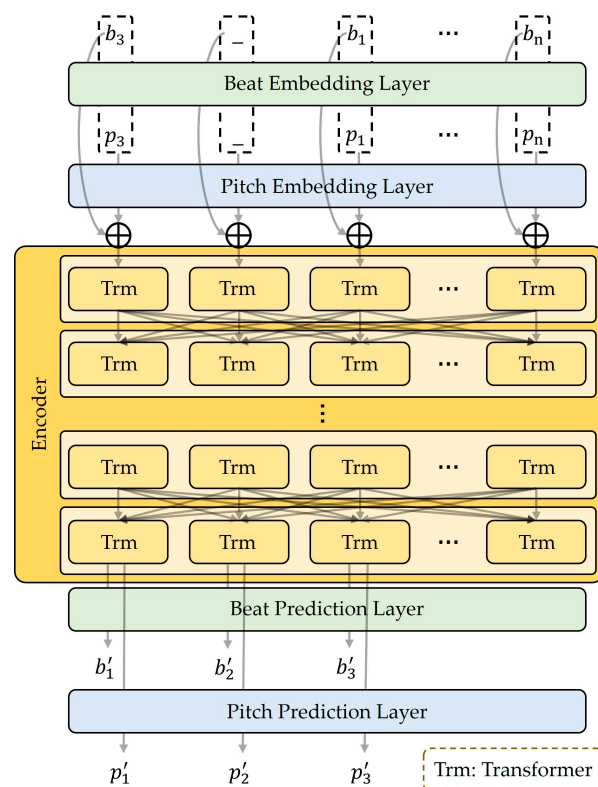 b3 _ b1 ··· bn
Beat Embedding Layer
p3 _ p1 ··· pn
Pitch Embedding Layer
Encoder
Trm Trm Trm ··· Trm
Trm Trm Trm ··· Trm
⋮
Trm Trm Trm ··· Trm
Trm Trm Trm ··· Trm
Beat Prediction Layer
b′1 b′2 b′3
Pitch Prediction Layer
p′1 p′2 p′3
Trm: Transformer